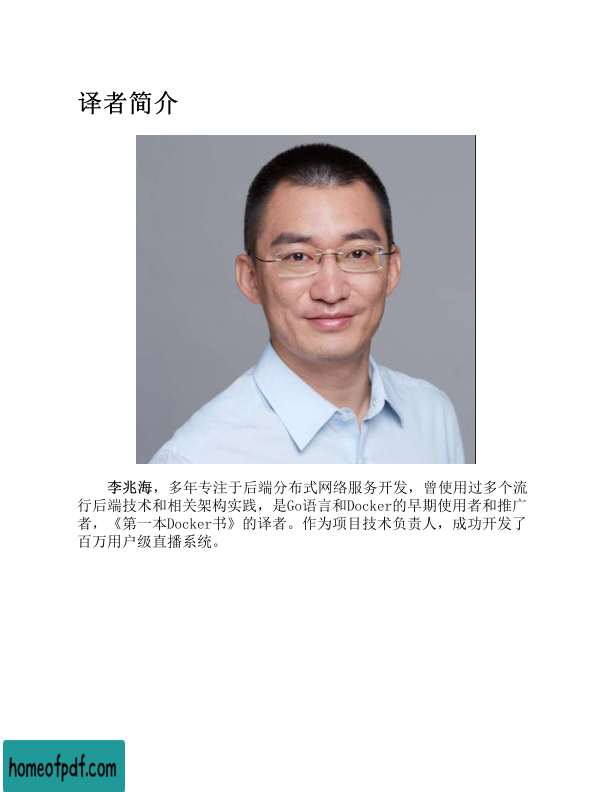 译者简介
李兆海，多年专注于后端分布式网络服务开发，曾使用过多个流
行后端技术和相关架构实践，是Go语言和Docker的早期使用者和推广
者，《第一本Docker书》的译者。作为项目技术负责人，成功开发了
百万用户级直播系统。
homeofpdf.com